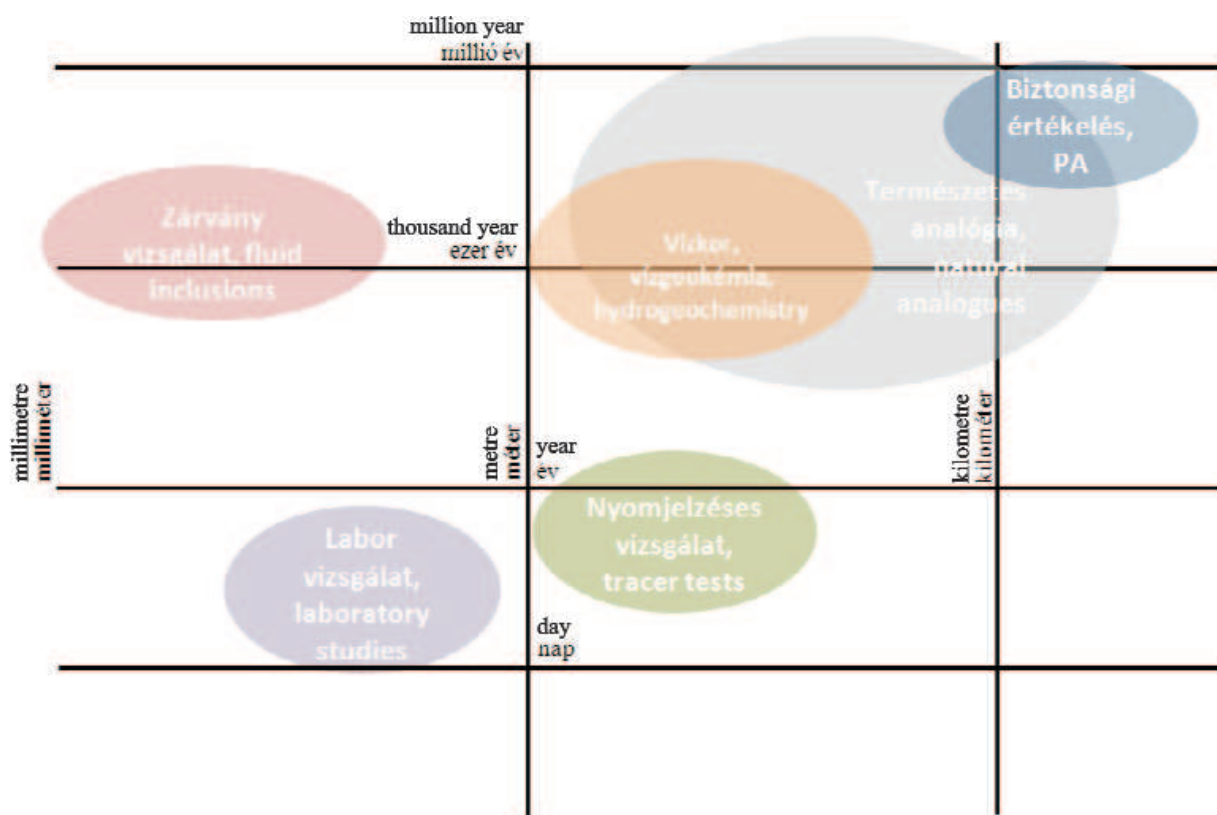 million year
millió év
Biztonsági
értékelés,
PA
Zárvány
vizsgálat, fluid
inclusions
thousand year
ezer év
Vízkor,
vízgeokémia,
hydrogeochemistry
Természetes
analógia,
natural
analogues
millimetre
milliméter
metre
méter
year
év
kilometre
kilométer
Nyomjelzéses
vizsgálat,
tracer tests
Labor
vizsgálat,
laboratory
studies
day
nap